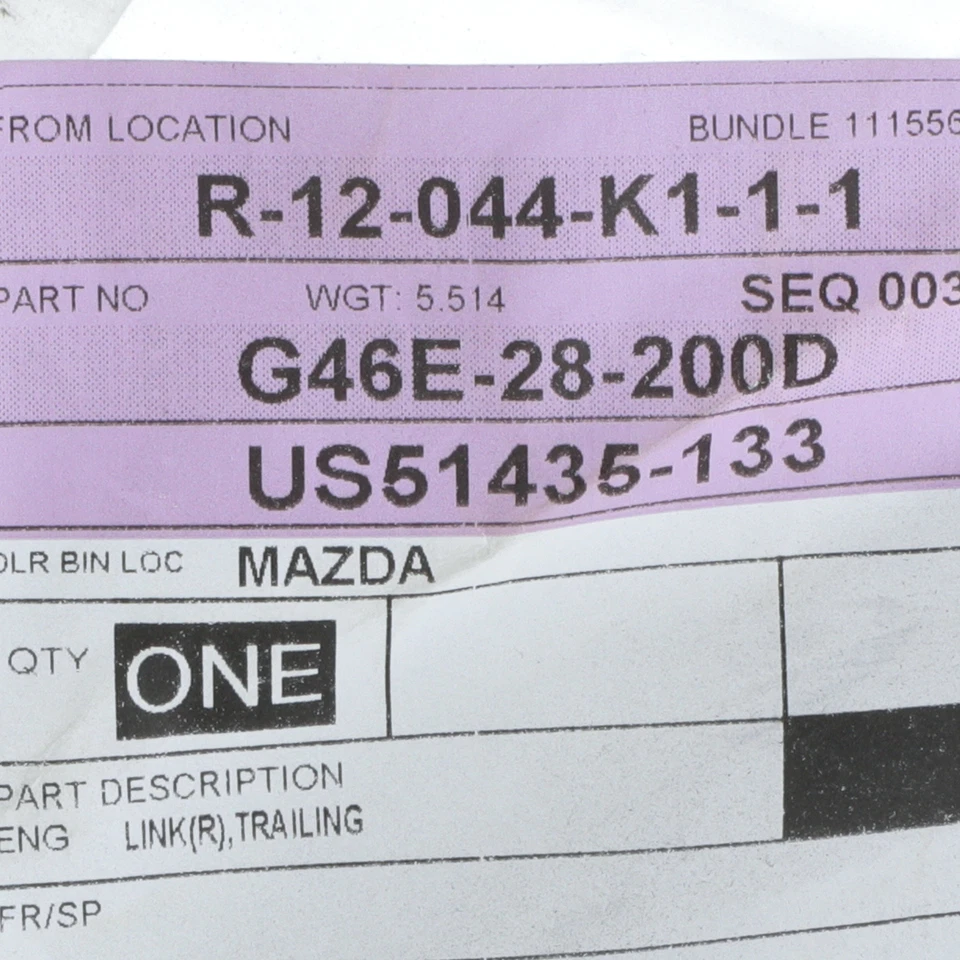 FROM LOCATION BUNDLE 111556
R-12-044-K1-1-1
PART NO WGT: 5.514 SEQ 003
G46E-28-200D
US51435-133
DLR BIN LOC MAZDA
QTY ONE
PART DESCRIPTION
ENG LINK(R),TRAILING
FR/SP